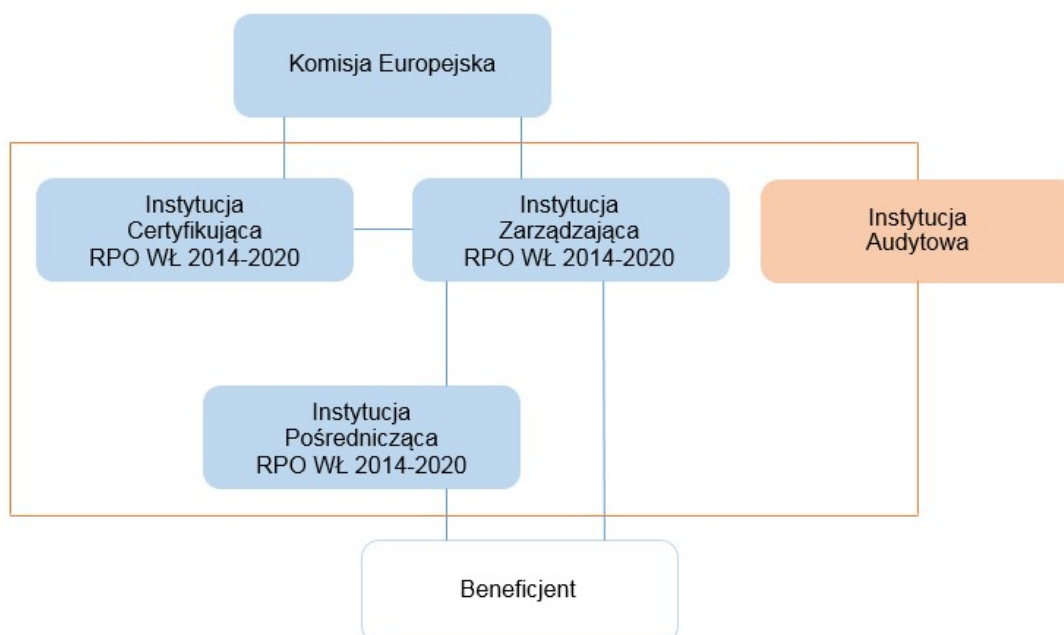 Komisja Europejska
Instytucja
Certyfikująca
RPO WŁ 2014-2020
Instytucja
Zarządzająca
RPO WŁ 2014-2020
Instytucja
Audytowa
Instytucja
Pośrednicząca
RPO WŁ 2014-2020
Beneficjent